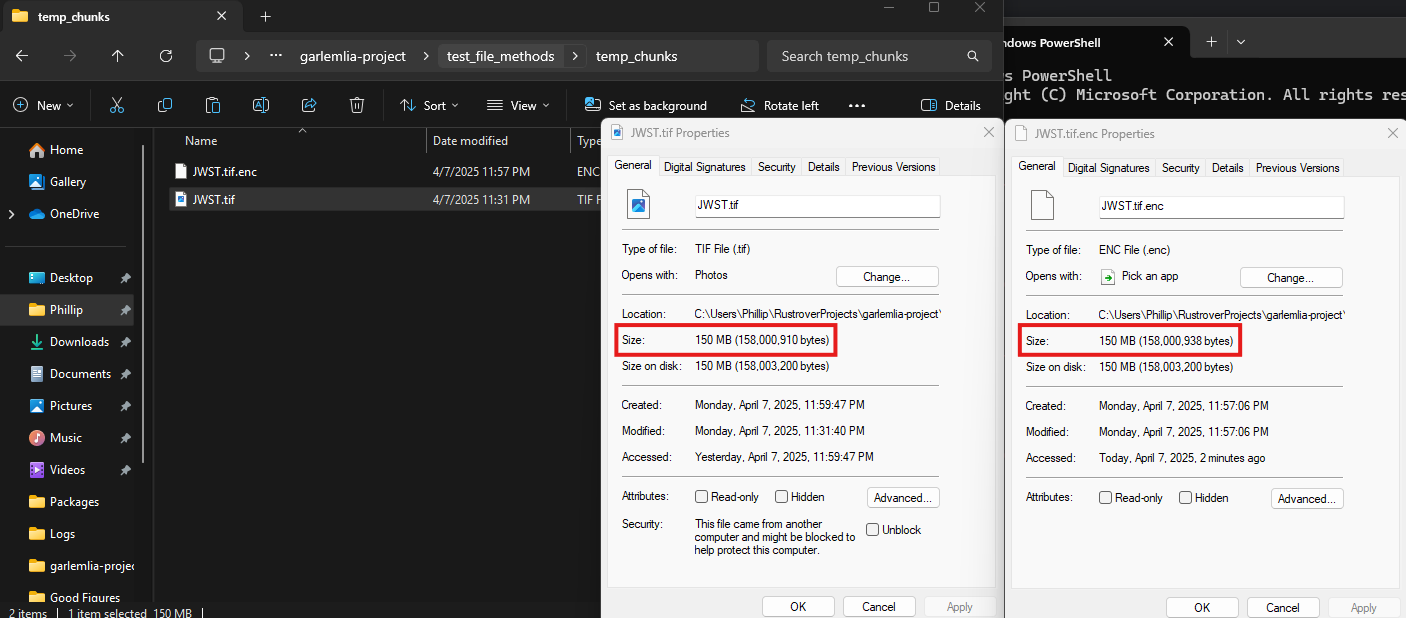 temp_chunks
garlemlia-project
test_file_methods
temp_chunks
Search temp_chunks
New
Sort
View
Set as background
Rotate left
Details
Home
Gallery
OneDrive
Desktop
Phillip
Downloads
Documents
Pictures
Music
Videos
Packages
Logs
garlemlia-projec
Good Figures
Name
Date modified
Type
JWST.tif.enc
4/7/2025 11:57 PM
ENC
JWST.tif
4/7/2025 11:31 PM
TIF F
2 items
1 item selected 150 MB
ndows PowerShell
s PowerShell
ght (C) Microsoft Corporation. All rights res
JWST.tif Properties
General
Digital Signatures
Security
Details
Previous Versions
JWST.tif
Type of file: TIF File (.tif)
Opens with: Photos
Change...
Location: C:\Users\Phillip\RustroverProjects\garlemlia-project\
Size: 150 MB (158,000,910 bytes)
Size on disk: 150 MB (158,003,200 bytes)
Created: Monday, April 7, 2025, 11:59:47 PM
Modified: Monday, April 7, 2025, 11:31:40 PM
Accessed: Yesterday, April 7, 2025, 11:59:47 PM
Attributes: Read-only Hidden
Advanced...
Security: This file came from another
computer and might be blocked to
help protect this computer.
Unblock
OK
Cancel
Apply
JWST.tif.enc Properties
General
Digital Signatures
Security
Details
Previous Versions
JWST.tif.enc
Type of file: ENC File (.enc)
Opens with: Pick an app
Change...
Location: C:\Users\Phillip\RustroverProjects\garlemlia-project\
Size: 150 MB (158,000,938 bytes)
Size on disk: 150 MB (158,003,200 bytes)
Created: Monday, April 7, 2025, 11:57:06 PM
Modified: Monday, April 7, 2025, 11:57:06 PM
Accessed: Today, April 7, 2025, 2 minutes ago
Attributes: Read-only Hidden
Advanced...
OK
Cancel
Apply